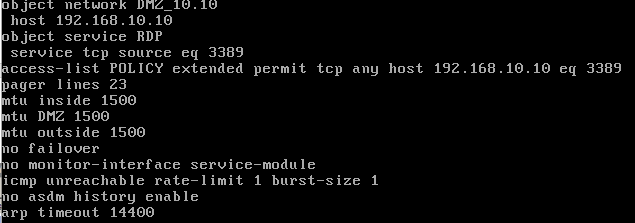 object network DMZ_10.10
 host 192.168.10.10
object service RDP
 service tcp source eq 3389
access-list POLICY extended permit tcp any host 192.168.10.10 eq 3389
pager lines 23
mtu inside 1500
mtu DMZ 1500
mtu outside 1500
no failover
no monitor-interface service-module
icmp unreachable rate-limit 1 burst-size 1
no asdm history enable
arp timeout 14400